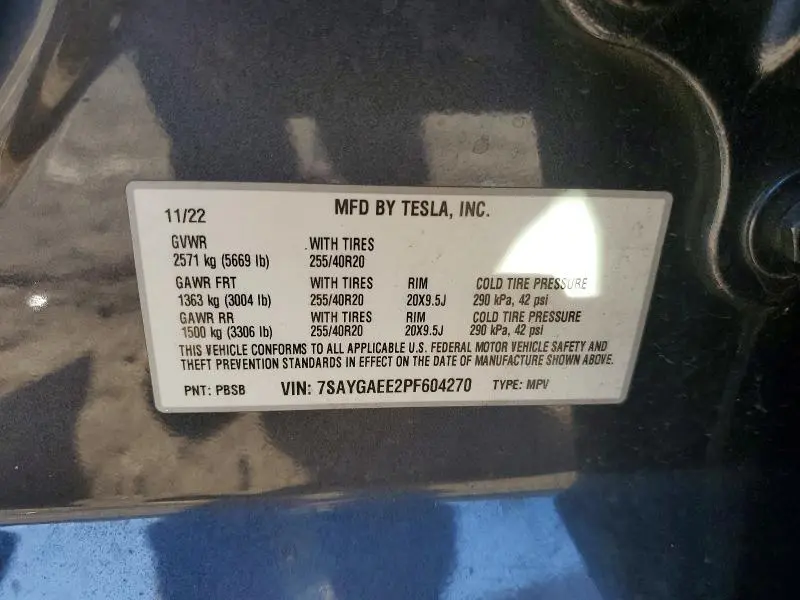 11/22 MFD BY TESLA, INC.
GVWR WITH TIRES
2571 kg (5669 lb) 255/40R20
GAWR FRT WITH TIRES RIM COLD TIRE PRESSURE
1363 kg (3004 lb) 255/40R20 20X9.5J 290 kPa, 42 psi
GAWR RR WITH TIRES RIM COLD TIRE PRESSURE
1500 kg (3306 lb) 255/40R20 20X9.5J 290 kPa, 42 psi
THIS VEHICLE CONFORMS TO ALL APPLICABLE U.S. FEDERAL MOTOR VEHICLE SAFETY AND
THEFT PREVENTION STANDARDS IN EFFECT ON THE DATE OF MANUFACTURE SHOWN ABOVE.
PNT: PBSB VIN: 7SAYGAEE2PF604270 TYPE: MPV